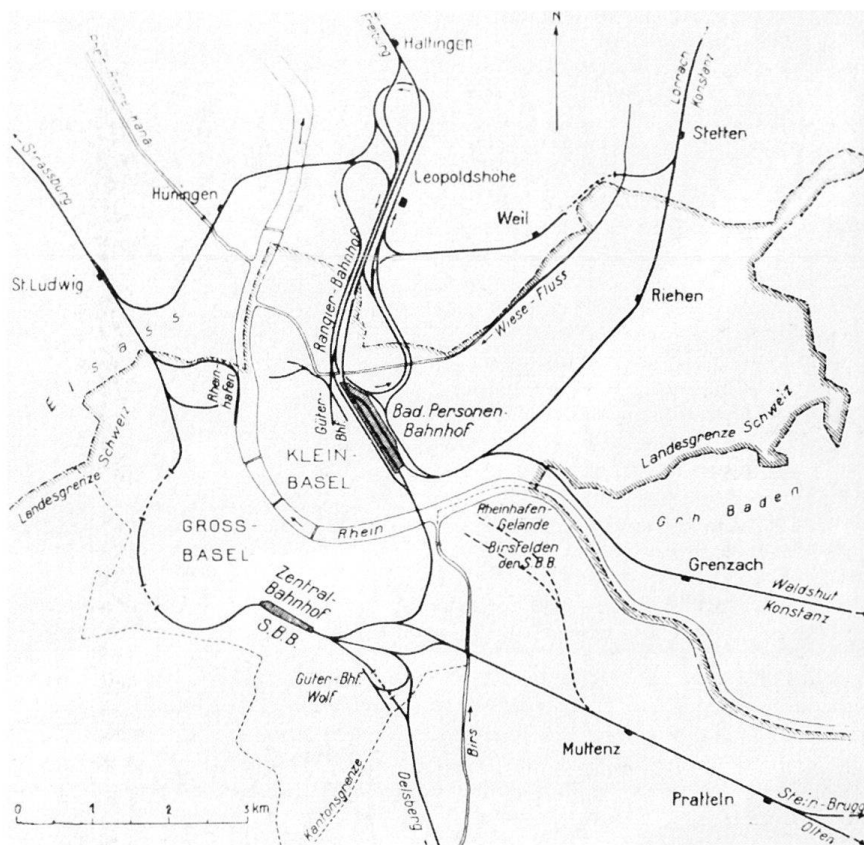 Freiburg
Haltingen
N
Lörrach
Konstanz
Strassburg
Stetten
Hüningen
Leopoldshöhe
Weil
St.Ludwig
Rangier-Bahnhof
Wiese-Fluss
Riehen
Elsass
Rhein-
hafen
Güter-
Bhf.
Bad. Personen-
Bahnhof
Landesgrenze Schweiz
Landesgrenze Schweiz
KLEIN-
BASEL
Grh. Baden
GROSS-
BASEL
Rhein
Rheinhafen-
Gelände
Birsfelden
der S.B.B.
Grenzach
Waldshut
Konstanz
Zentral-
Bahnhof
S.B.B.
Güter-Bhf.
Wolf
Birs
Muttenz
Kantonsgrenze
Delsberg
Pratteln
Stein-Brugg
Olten
0 1 2 3 km